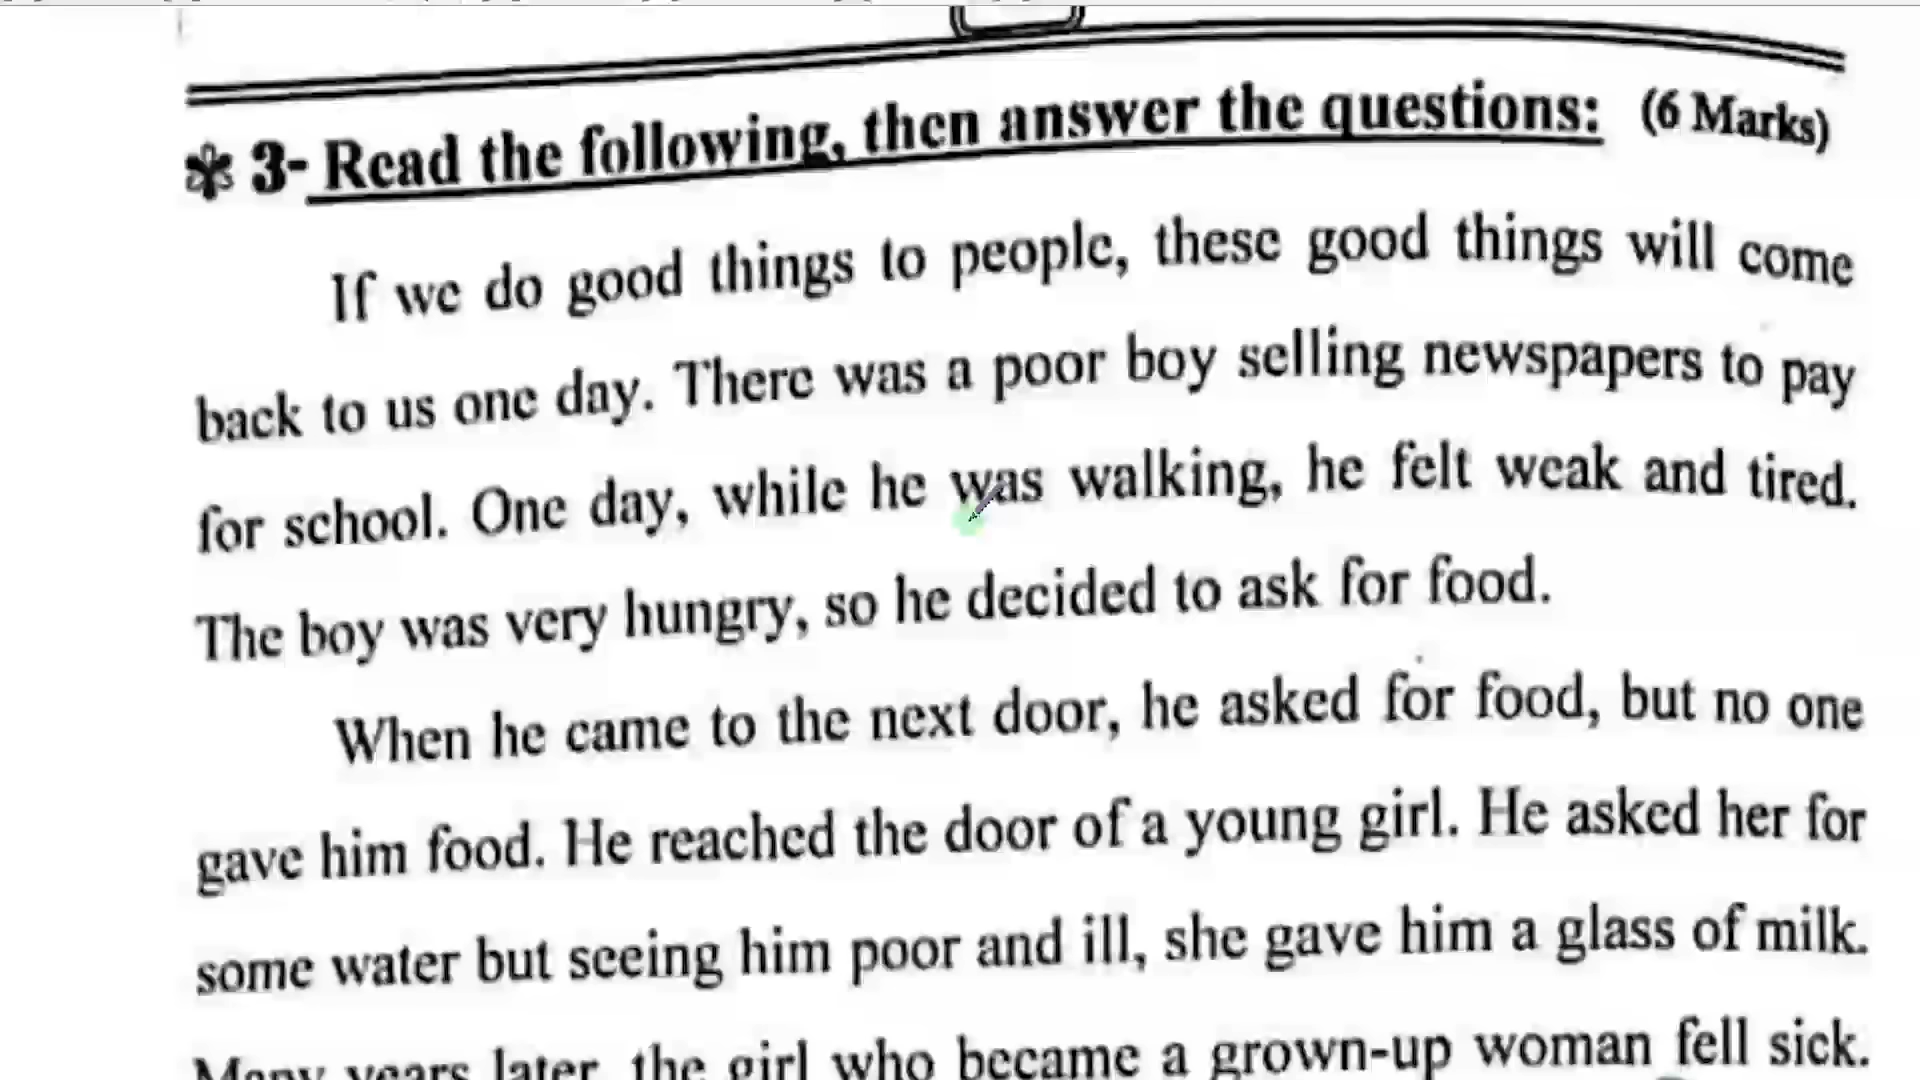 ✻ 3- Read the following, then answer the questions: (6 Marks)
If we do good things to people, these good things will come
back to us one day. There was a poor boy selling newspapers to pay
for school. One day, while he was walking, he felt weak and tired.
The boy was very hungry, so he decided to ask for food.
When he came to the next door, he asked for food, but no one
gave him food. He reached the door of a young girl. He asked her for
some water but seeing him poor and ill, she gave him a glass of milk.
Many years later, the girl who became a grown-up woman fell sick.